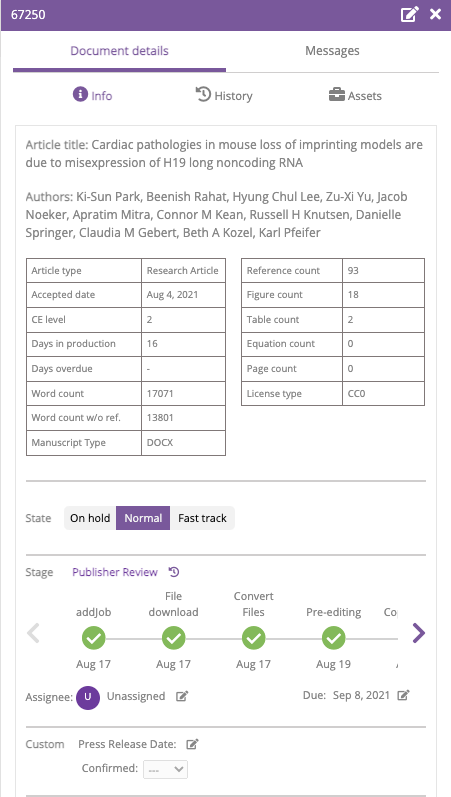 67250
Document details
Messages
Info
History
Assets
Article title: Cardiac pathologies in mouse loss of imprinting models are
due to misexpression of H19 long noncoding RNA
Authors: Ki-Sun Park, Beenish Rahat, Hyung Chul Lee, Zu-Xi Yu, Jacob
Noeker, Apratim Mitra, Connor M Kean, Russell H Knutsen, Danielle
Springer, Claudia M Gebert, Beth A Kozel, Karl Pfeifer
Article type Research Article
Accepted date Aug 4, 2021
CE level 2
Days in production 16
Days overdue -
Word count 17071
Word count w/o ref. 13801
Manuscript Type DOCX
Reference count 93
Figure count 18
Table count 2
Equation count 0
Page count 0
License type CC0
State On hold Normal Fast track
Stage Publisher Review
addJob
File
download
Convert
Files
Pre-editing
Co
Aug 17 Aug 17 Aug 17 Aug 19
Assignee: U Unassigned
Due: Sep 8, 2021
Custom Press Release Date:
Confirmed: ---